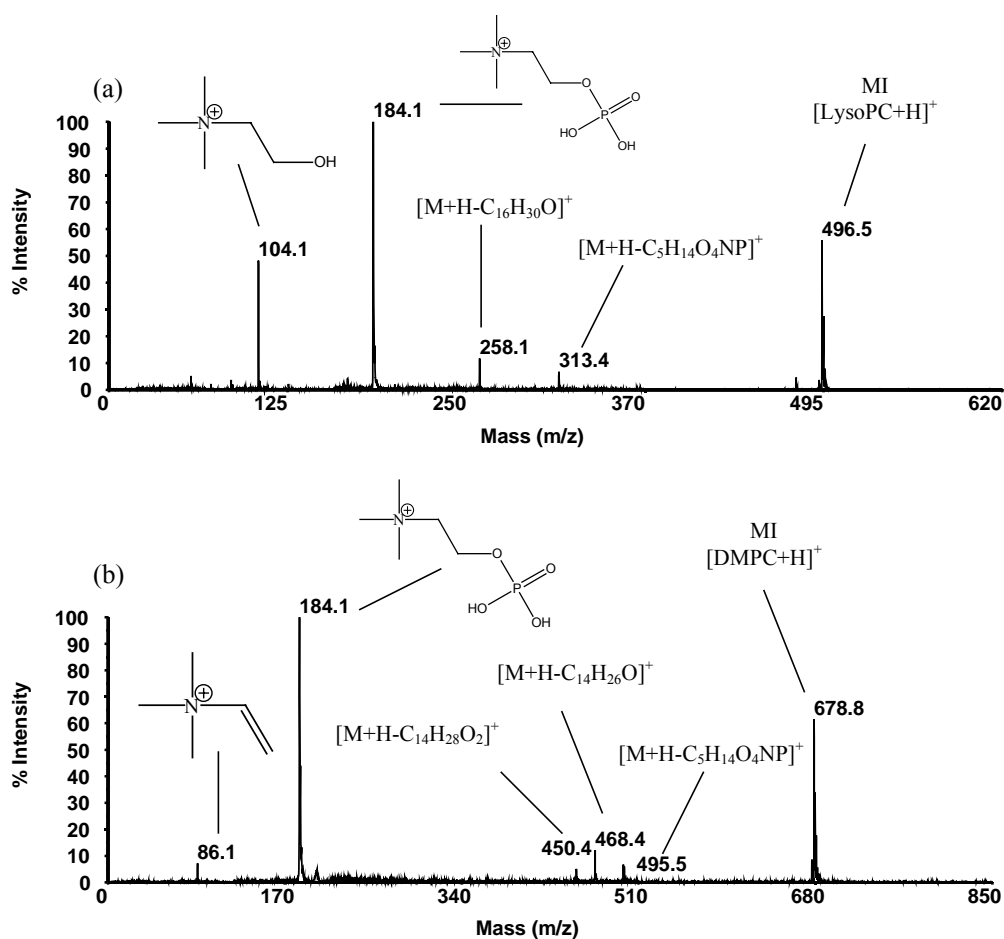 (a)
N⊕
OH
184.1
N⊕
O
P
O
HO
OH
MI
[LysoPC+H]⁺
[M+H-C₁₆H₃₀O]⁺
[M+H-C₅H₁₄O₄NP]⁺
496.5
104.1
258.1
313.4
% Intensity
100
90
80
70
60
50
40
30
20
10
0
0
125
250
370
495
620
Mass (m/z)
(b)
N⊕
O
P
O
HO
OH
184.1
MI
[DMPC+H]⁺
N⊕
[M+H-C₁₄H₂₆O]⁺
[M+H-C₁₄H₂₈O₂]⁺
[M+H-C₅H₁₄O₄NP]⁺
678.8
86.1
450.4
468.4
495.5
% Intensity
100
90
80
70
60
50
40
30
20
10
0
0
170
340
510
680
850
Mass (m/z)